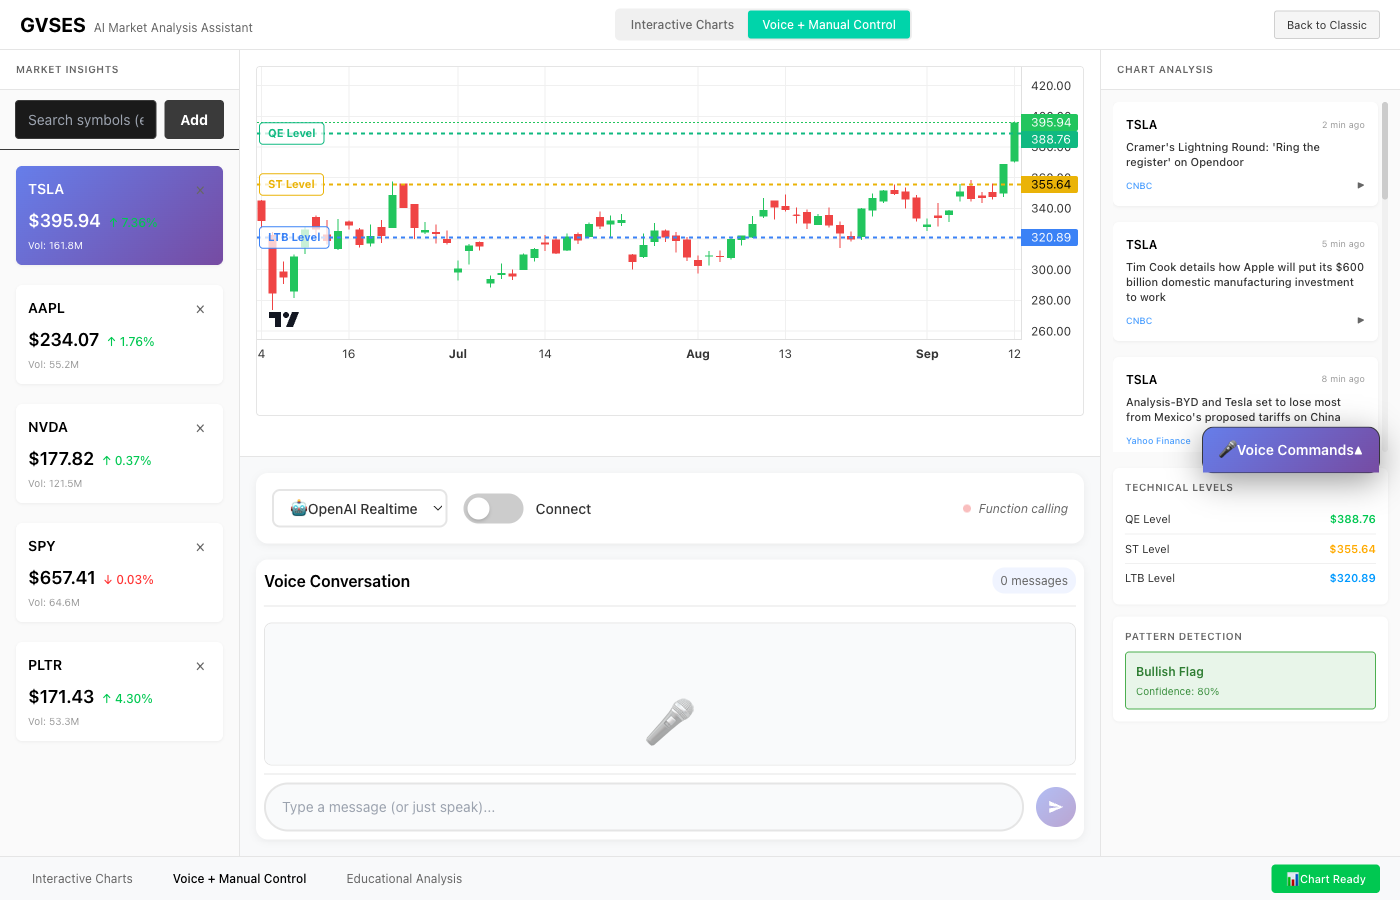 GVSES AI Market Analysis Assistant
Interactive Charts
Voice + Manual Control
Back to Classic
MARKET INSIGHTS
Search symbols (e
Add
TSLA
$395.94 ↑ 7.36%
Vol: 161.8M
AAPL
×
$234.07 ↑ 1.76%
Vol: 55.2M
NVDA
×
$177.82 ↑ 0.37%
Vol: 121.5M
SPY
×
$657.41 ↓ 0.03%
Vol: 64.6M
PLTR
×
$171.43 ↑ 4.30%
Vol: 53.3M
QE Level
ST Level
LTB Level
420.00
395.94
388.76
355.64
340.00
320.89
300.00
280.00
260.00
4
16
Jul
14
Aug
13
Sep
12
OpenAI Realtime
Connect
Function calling
Voice Conversation
0 messages
Type a message (or just speak)...
CHART ANALYSIS
TSLA
2 min ago
Cramer's Lightning Round: 'Ring the
register' on Opendoor
CNBC
TSLA
5 min ago
Tim Cook details how Apple will put its $600
billion domestic manufacturing investment
to work
CNBC
TSLA
8 min ago
Analysis-BYD and Tesla set to lose most
from Mexico's proposed tariffs on China
Yahoo Finance
Voice Commands▲
TECHNICAL LEVELS
QE Level $388.76
ST Level $355.64
LTB Level $320.89
PATTERN DETECTION
Bullish Flag
Confidence: 80%
Interactive Charts
Voice + Manual Control
Educational Analysis
Chart Ready